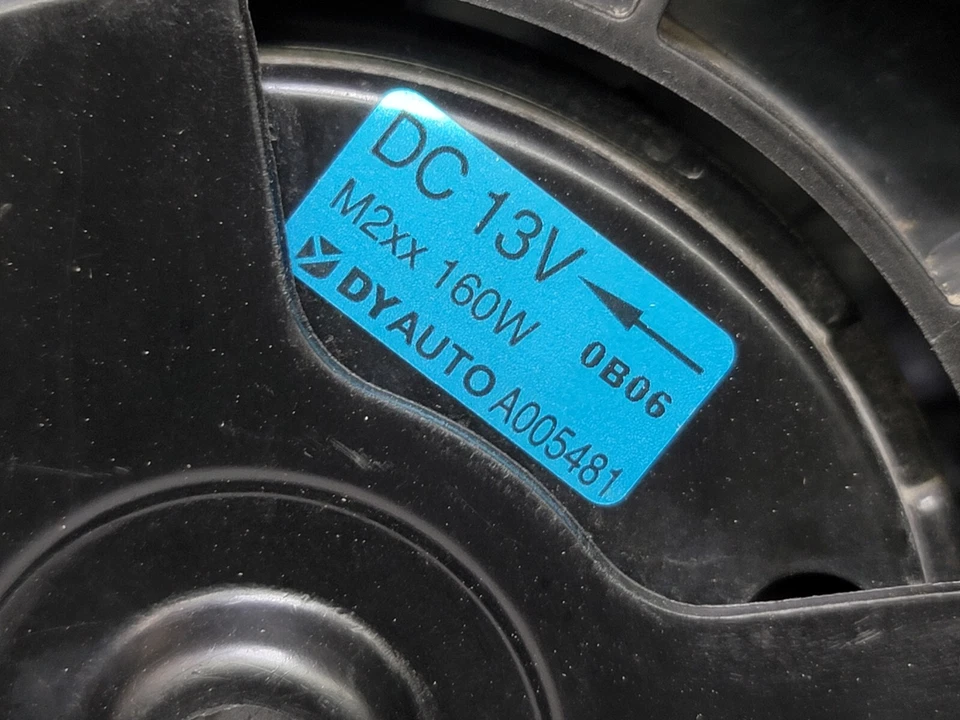 DC 13V
M2xx 160W
0B06
DYAUTO A005481